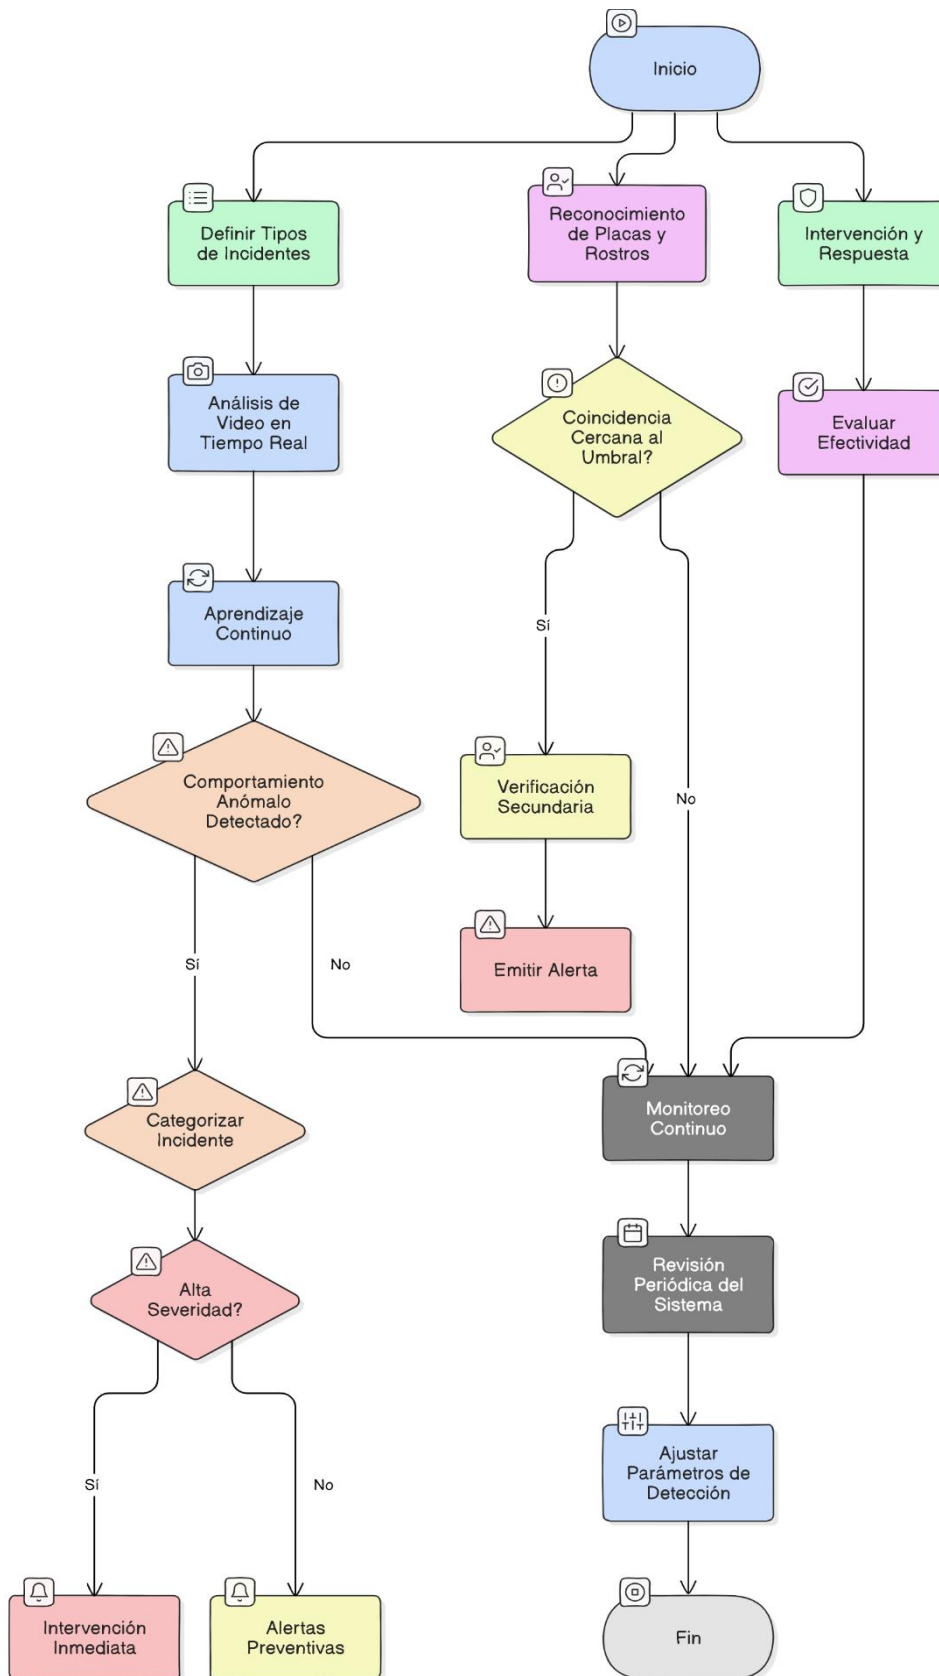 Inicio
Definir Tipos
de Incidentes
Reconocimiento
de Placas y
Rostros
Intervención y
Respuesta
Análisis de
Video en
Tiempo Real
Coincidencia
Cercana al
Umbral?
Evaluar
Efectividad
Aprendizaje
Continuo
Sí
Comportamiento
Anómalo
Detectado?
Verificación
Secundaria
No
Sí
No
Emitir Alerta
Categorizar
Incidente
Monitoreo
Continuo
Alta
Severidad?
Revisión
Periódica del
Sistema
Sí
No
Ajustar
Parámetros de
Detección
Intervención
Inmediata
Alertas
Preventivas
Fin